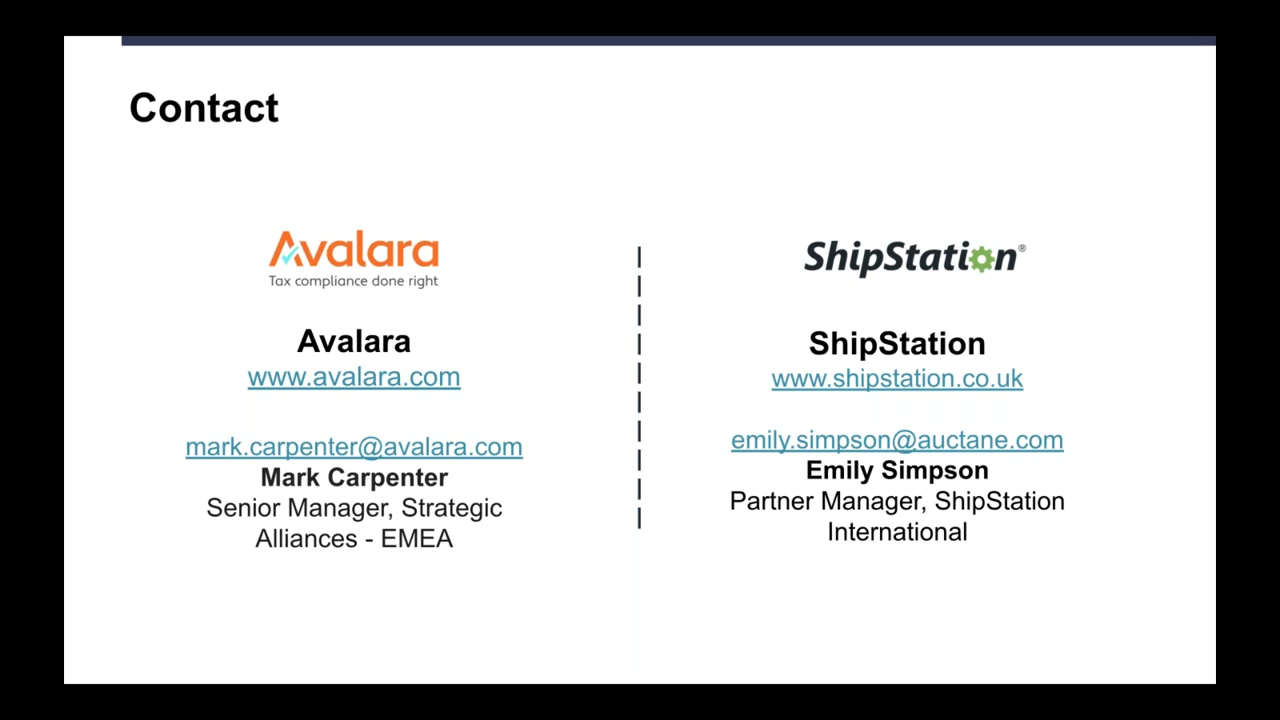 Contact
Avalara
Tax compliance done right
Avalara
www.avalara.com
mark.carpenter@avalara.com
Mark Carpenter
Senior Manager, Strategic
Alliances - EMEA
ShipStation®
ShipStation
www.shipstation.co.uk
emily.simpson@auctane.com
Emily Simpson
Partner Manager, ShipStation
International